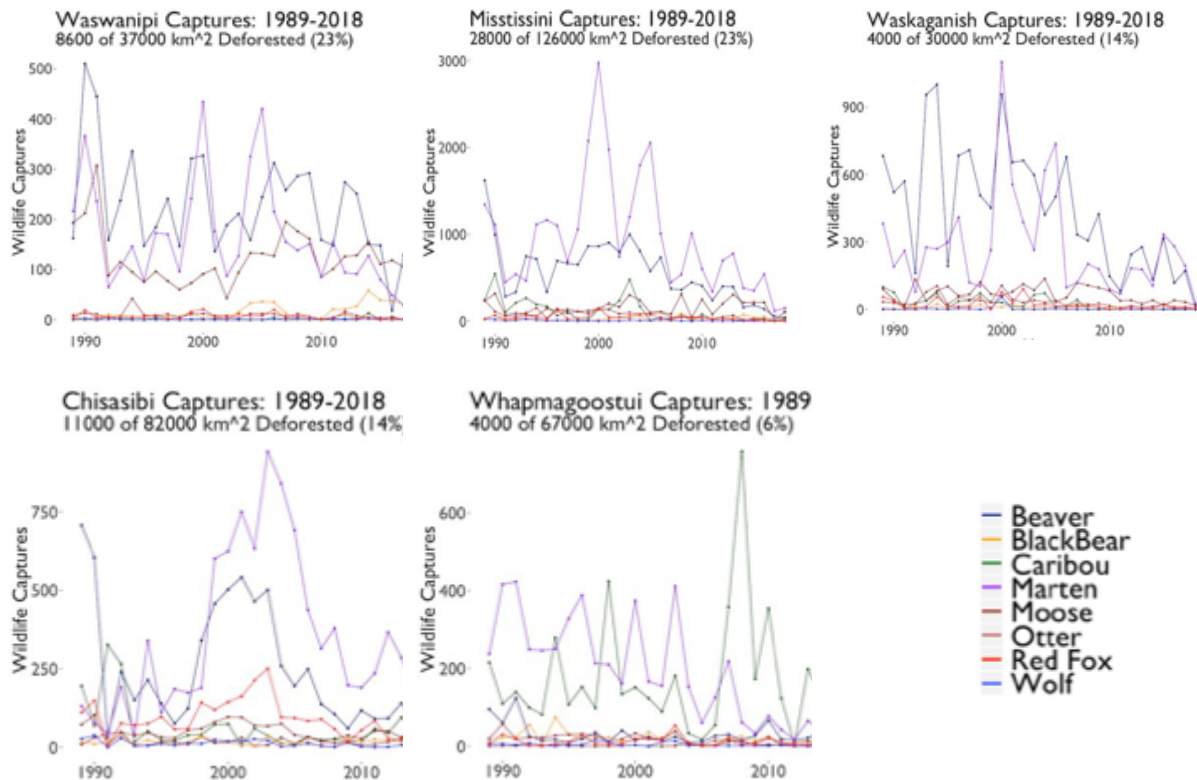 Waswanipi Captures: 1989-2018
8600 of 37000 km^2 Deforested (23%)
Wildlife Captures
500
400
300
200
100
0
1990
2000
2010
Misstissini Captures: 1989-2018
28000 of 126000 km^2 Deforested (23%)
Wildlife Captures
3000
2000
1000
0
1990
2000
2010
Waskaganish Captures: 1989-2018
4000 of 30000 km^2 Deforested (14%)
Wildlife Captures
900
600
300
0
1990
2000
2010
Chisasibi Captures: 1989-2018
11000 of 82000 km^2 Deforested (14%
Wildlife Captures
750
500
250
0
1990
2000
2010
Whapmagoostui Captures: 1989
4000 of 67000 km^2 Deforested (6%)
Wildlife Captures
600
400
200
0
1990
2000
2010
Beaver
BlackBear
Caribou
Marten
Moose
Otter
Red Fox
Wolf